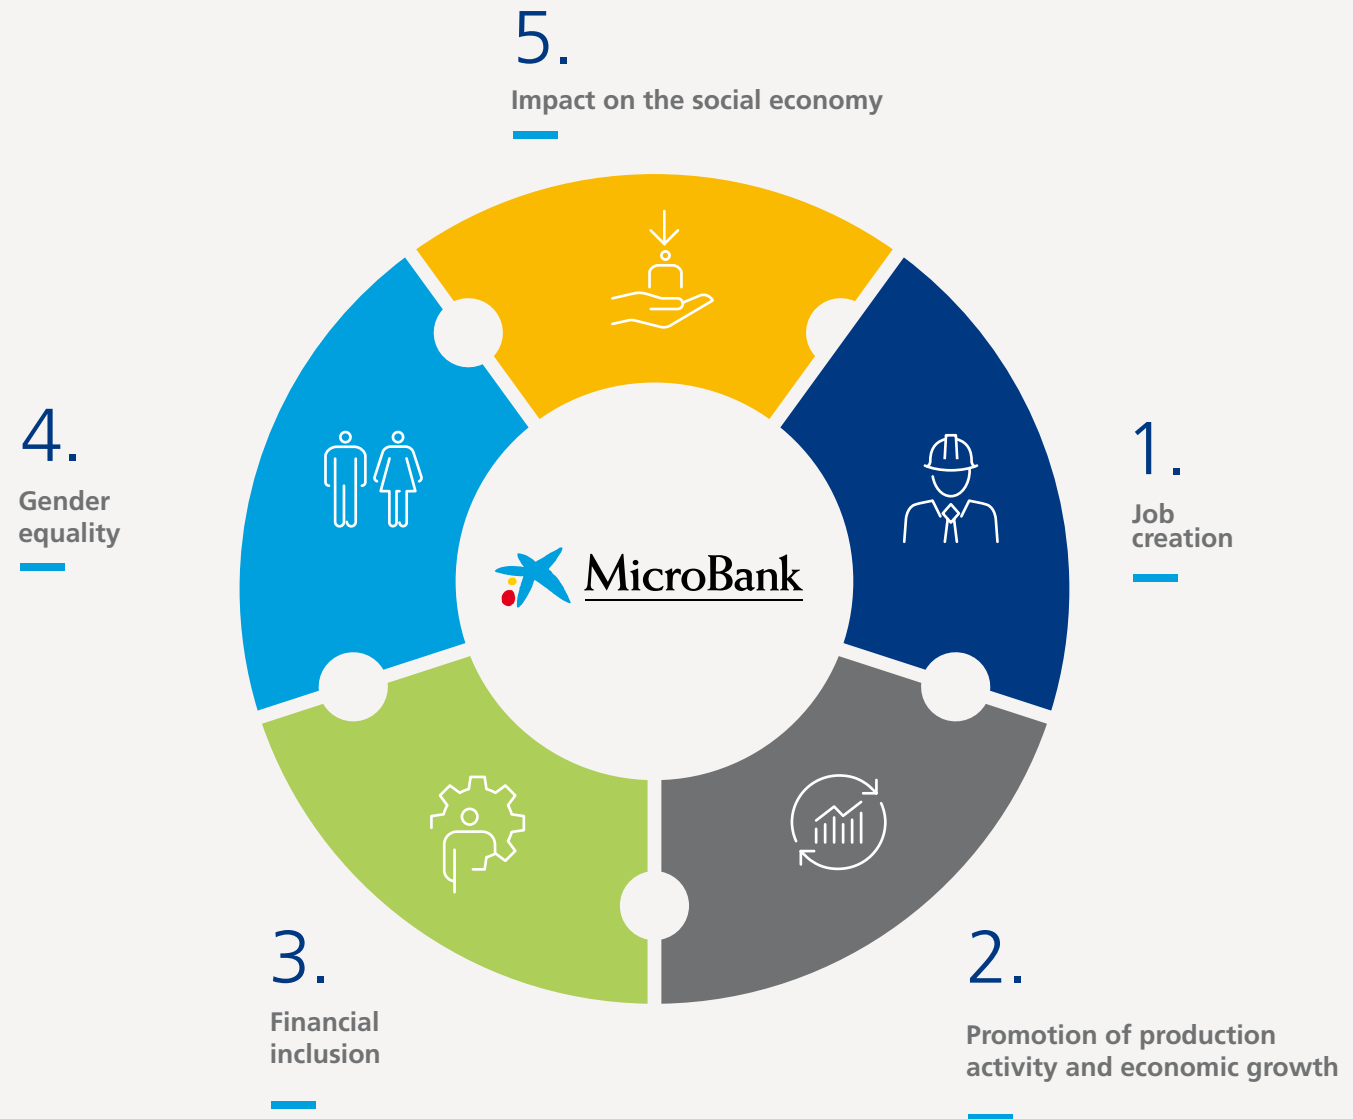 5.
Impact on the social economy
4.
Gender
equality
1.
Job
creation
MicroBank
3.
Financial
inclusion
2.
Promotion of production
activity and economic growth